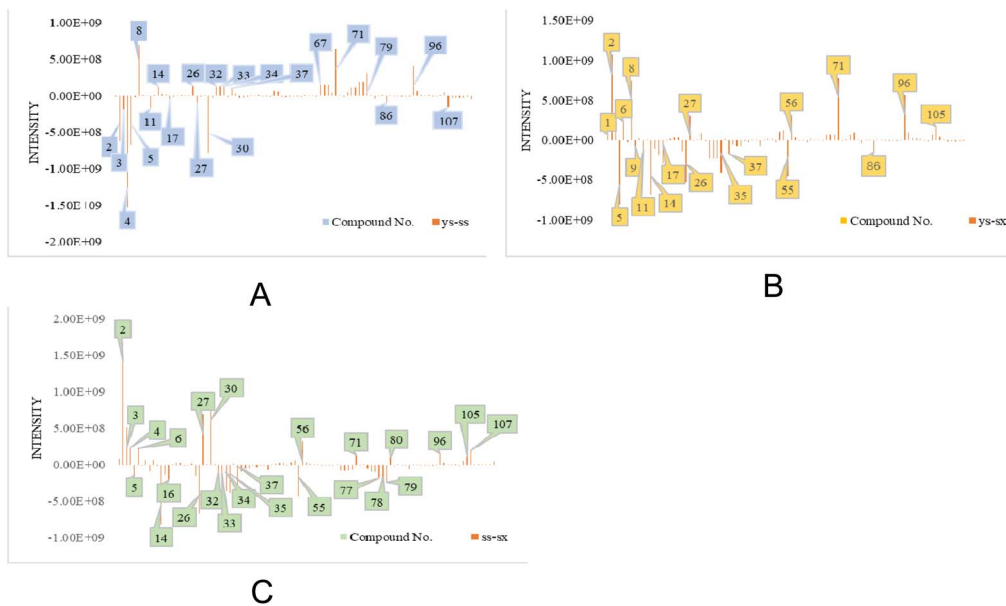 1.00E+09
8
71
5.00E+08
67
79
96
14
26
32
33
34
37
0.00E+00
INTENSITY
11
86
107
-5.00E+08
17
2
3
5
27
30
-1.00E+09
4
-1.50E+09
Compound No.
ys-ss
-2.00E+09
A
1.50E+09
2
8
71
1.00E+09
6
27
56
96
5.00E+08
1
105
0.00E+00
INTENSITY
9
17
37
86
11
26
-5.00E+08
5
14
35
55
-1.00E+09
Compound No.
ys-sx
B
2.00E+09
2
1.50E+09
27
30
1.00E+09
3
4
6
56
71
80
96
105
107
5.00E+08
0.00E+00
INTENSITY
5
16
37
77
79
-5.00E+08
26
32
34
35
55
78
14
33
-1.00E+09
Compound No.
ss-sx
C